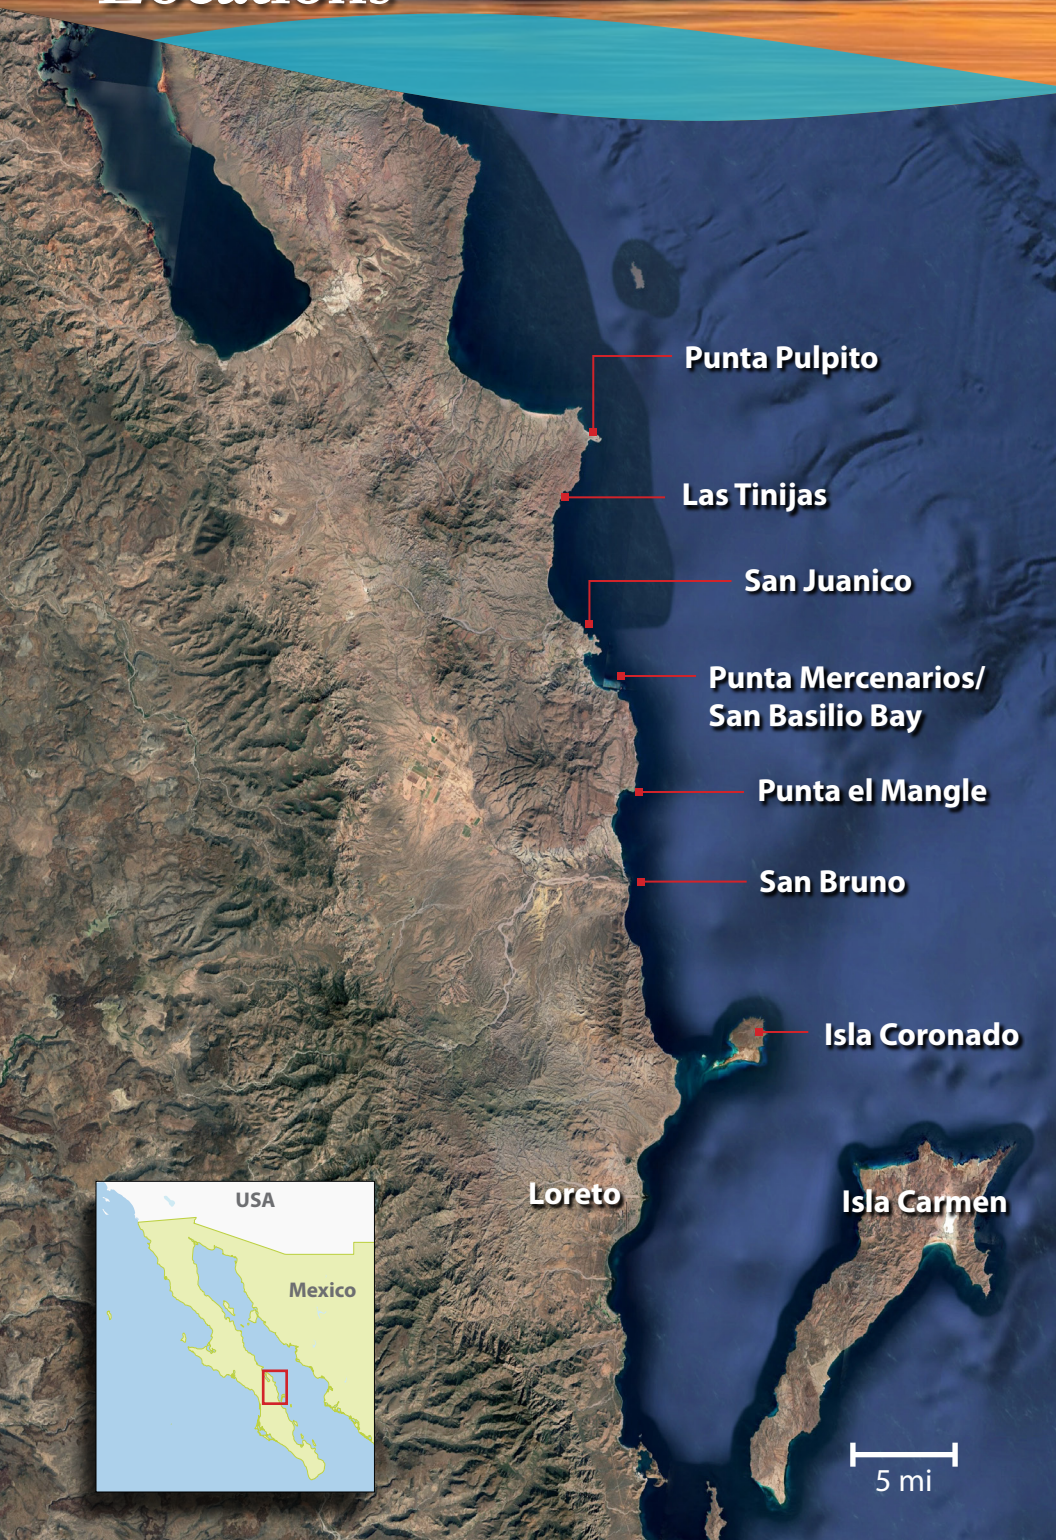 Locations
Punta Pulpito
Las Tinijas
San Juanico
Punta Mercenarios/
San Basilio Bay
Punta el Mangle
San Bruno
Isla Coronado
Loreto
Isla Carmen
USA
Mexico
5 mi